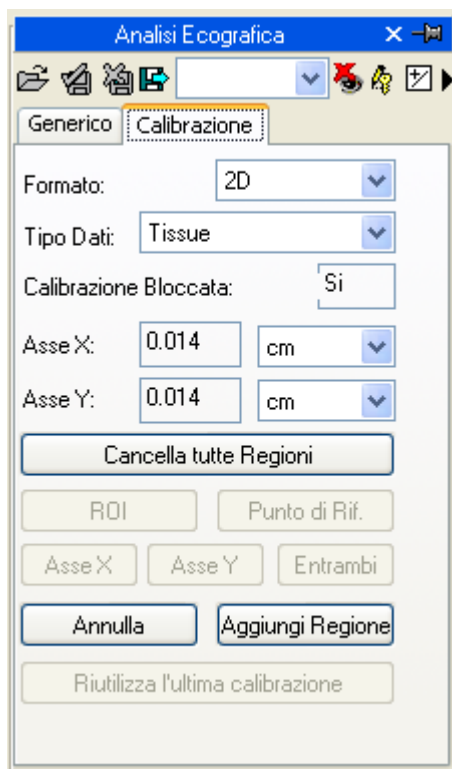 Analisi Ecografica
Generico Calibrazione
Formato: 2D
Tipo Dati: Tissue
Calibrazione Bloccata: Si
Asse X: 0.014 cm
Asse Y: 0.014 cm
Cancella tutte Regioni
ROI Punto di Rif.
Asse X Asse Y Entrambi
Annulla Aggiungi Regione
Riutilizza l'ultima calibrazione